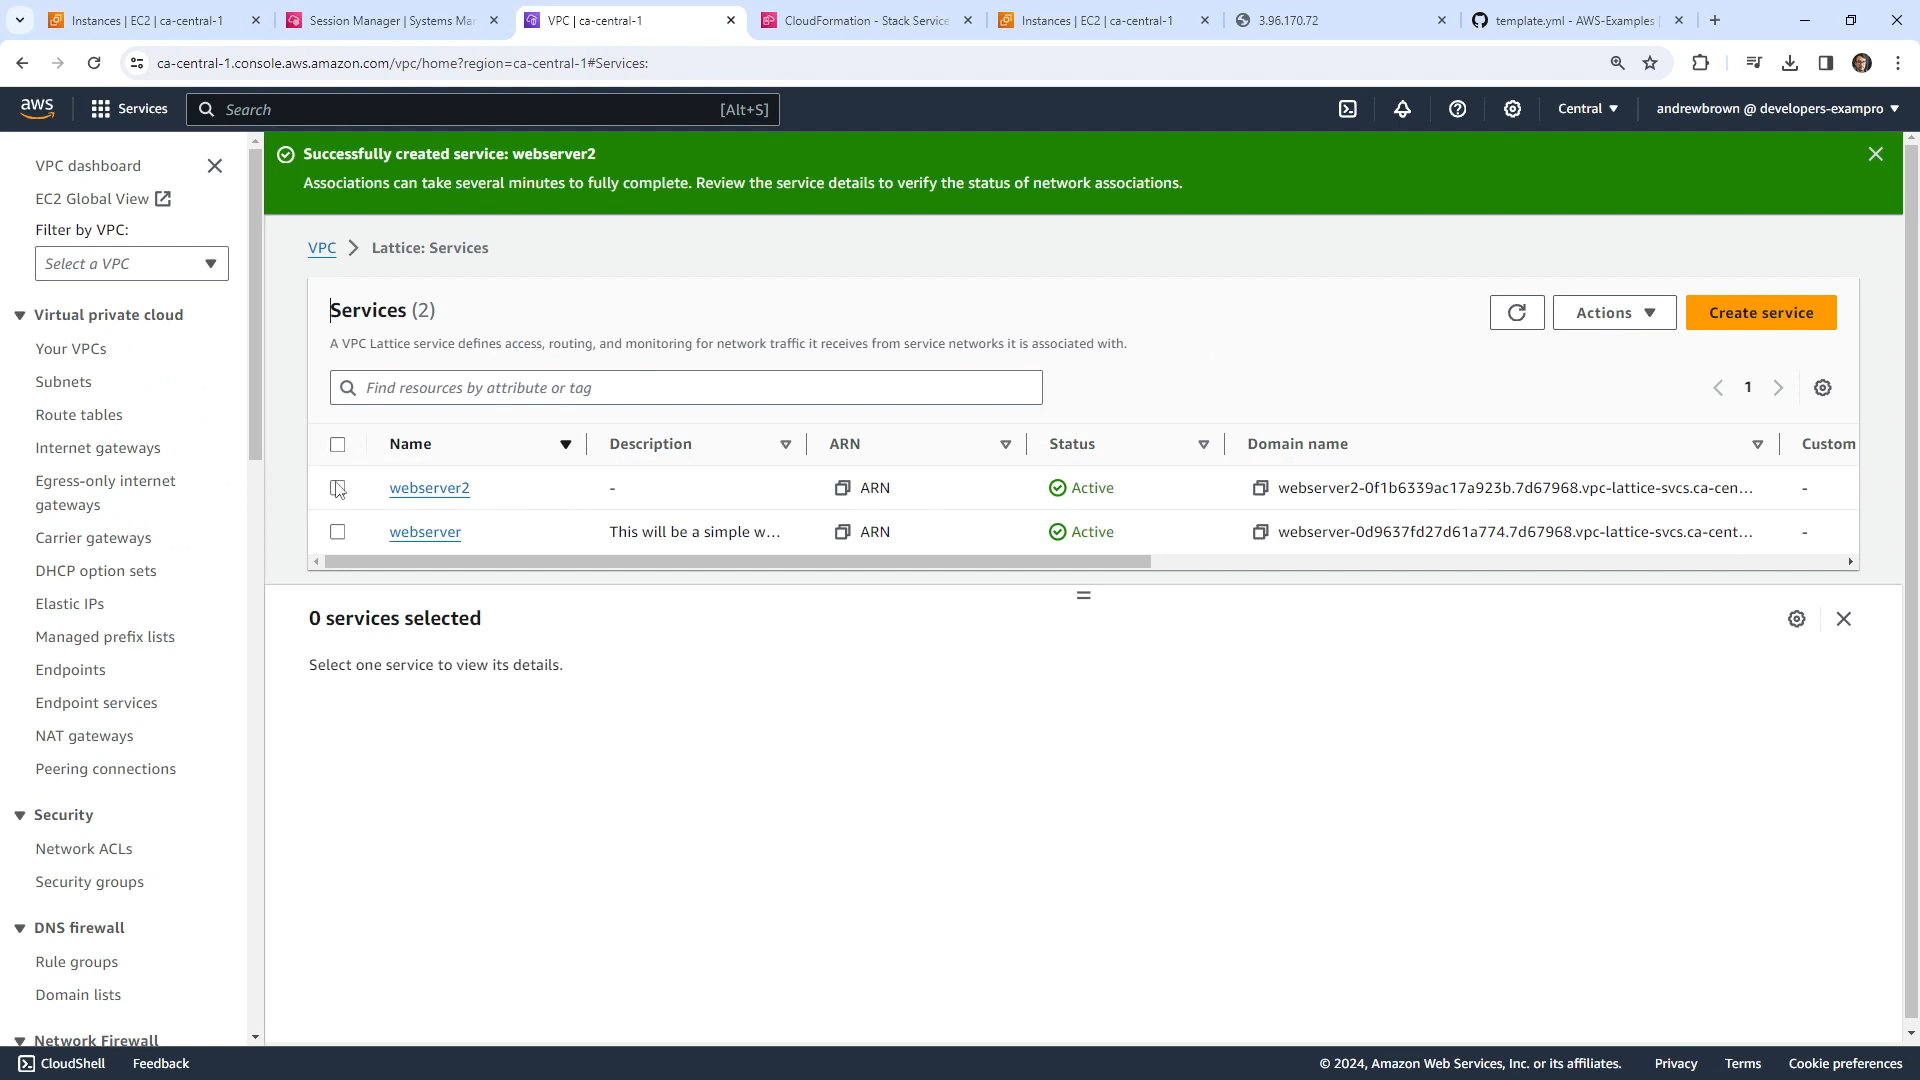 Instances | EC2 | ca-central-1
Session Manager | Systems Ma
VPC | ca-central-1
CloudFormation - Stack Service
Instances | EC2 | ca-central-1
3.96.170.72
template.yml - AWS-Examples
ca-central-1.console.aws.amazon.com/vpc/home?region=ca-central-1#Services:
aws
Services
Search
[Alt+S]
Central
andrewbrown @ developers-exampro
VPC dashboard
EC2 Global View
Filter by VPC:
Select a VPC
Virtual private cloud
Your VPCs
Subnets
Route tables
Internet gateways
Egress-only internet
gateways
Carrier gateways
DHCP option sets
Elastic IPs
Managed prefix lists
Endpoints
Endpoint services
NAT gateways
Peering connections
Security
Network ACLs
Security groups
DNS firewall
Rule groups
Domain lists
Network Firewall
Successfully created service: webserver2
Associations can take several minutes to fully complete. Review the service details to verify the status of network associations.
VPC > Lattice: Services
Services (2)
Actions
Create service
A VPC Lattice service defines access, routing, and monitoring for network traffic it receives from service networks it is associated with.
Find resources by attribute or tag
1
Name Description ARN Status Domain name Custom
webserver2 - ARN Active webserver2-0f1b6339ac17a923b.7d67968.vpc-lattice-svcs.ca-cen... -
webserver This will be a simple w... ARN Active webserver-0d9637fd27d61a774.7d67968.vpc-lattice-svcs.ca-cent... -
0 services selected
Select one service to view its details.
CloudShell
Feedback
© 2024, Amazon Web Services, Inc. or its affiliates.
Privacy
Terms
Cookie preferences